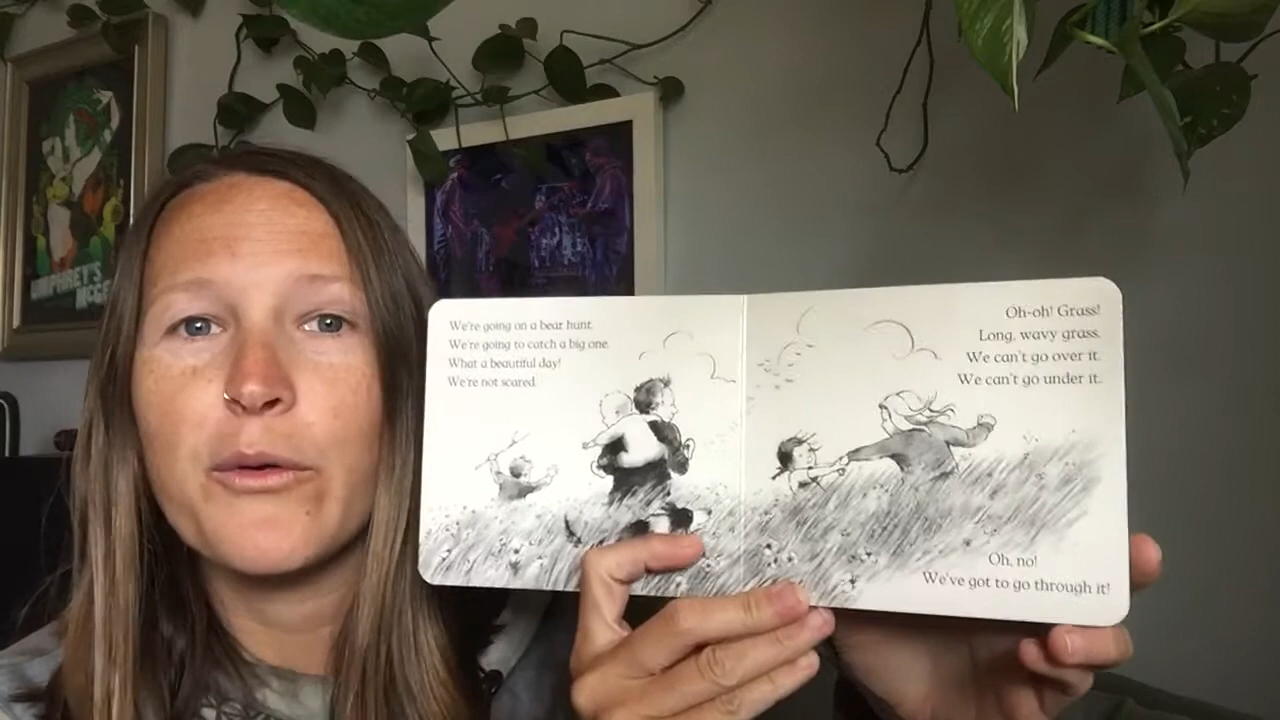 UMPHREY'S
MCGE
We're going on a bear hunt.
We're going to catch a big one.
What a beautiful day!
We're not scared.
Oh-oh! Grass!
Long, wavy grass.
We can't go over it.
We can't go under it.
Oh, no!
We've got to go through it!